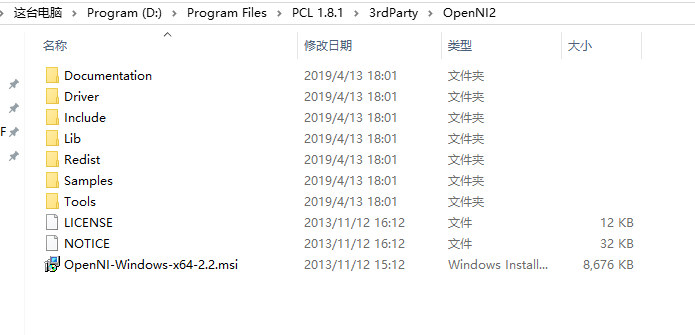 这台电脑 > Program (D:) > Program Files > PCL 1.8.1 > 3rdParty > OpenNI2
名称 修改日期 类型 大小
Documentation 2019/4/13 18:01 文件夹
Driver 2019/4/13 18:01 文件夹
Include 2019/4/13 18:01 文件夹
Lib 2019/4/13 18:01 文件夹
Redist 2019/4/13 18:01 文件夹
Samples 2019/4/13 18:01 文件夹
Tools 2019/4/13 18:01 文件夹
LICENSE 2013/11/12 16:12 文件 12 KB
NOTICE 2013/11/12 16:12 文件 32 KB
OpenNI-Windows-x64-2.2.msi 2013/11/12 15:12 Windows Install... 8,676 KB
F